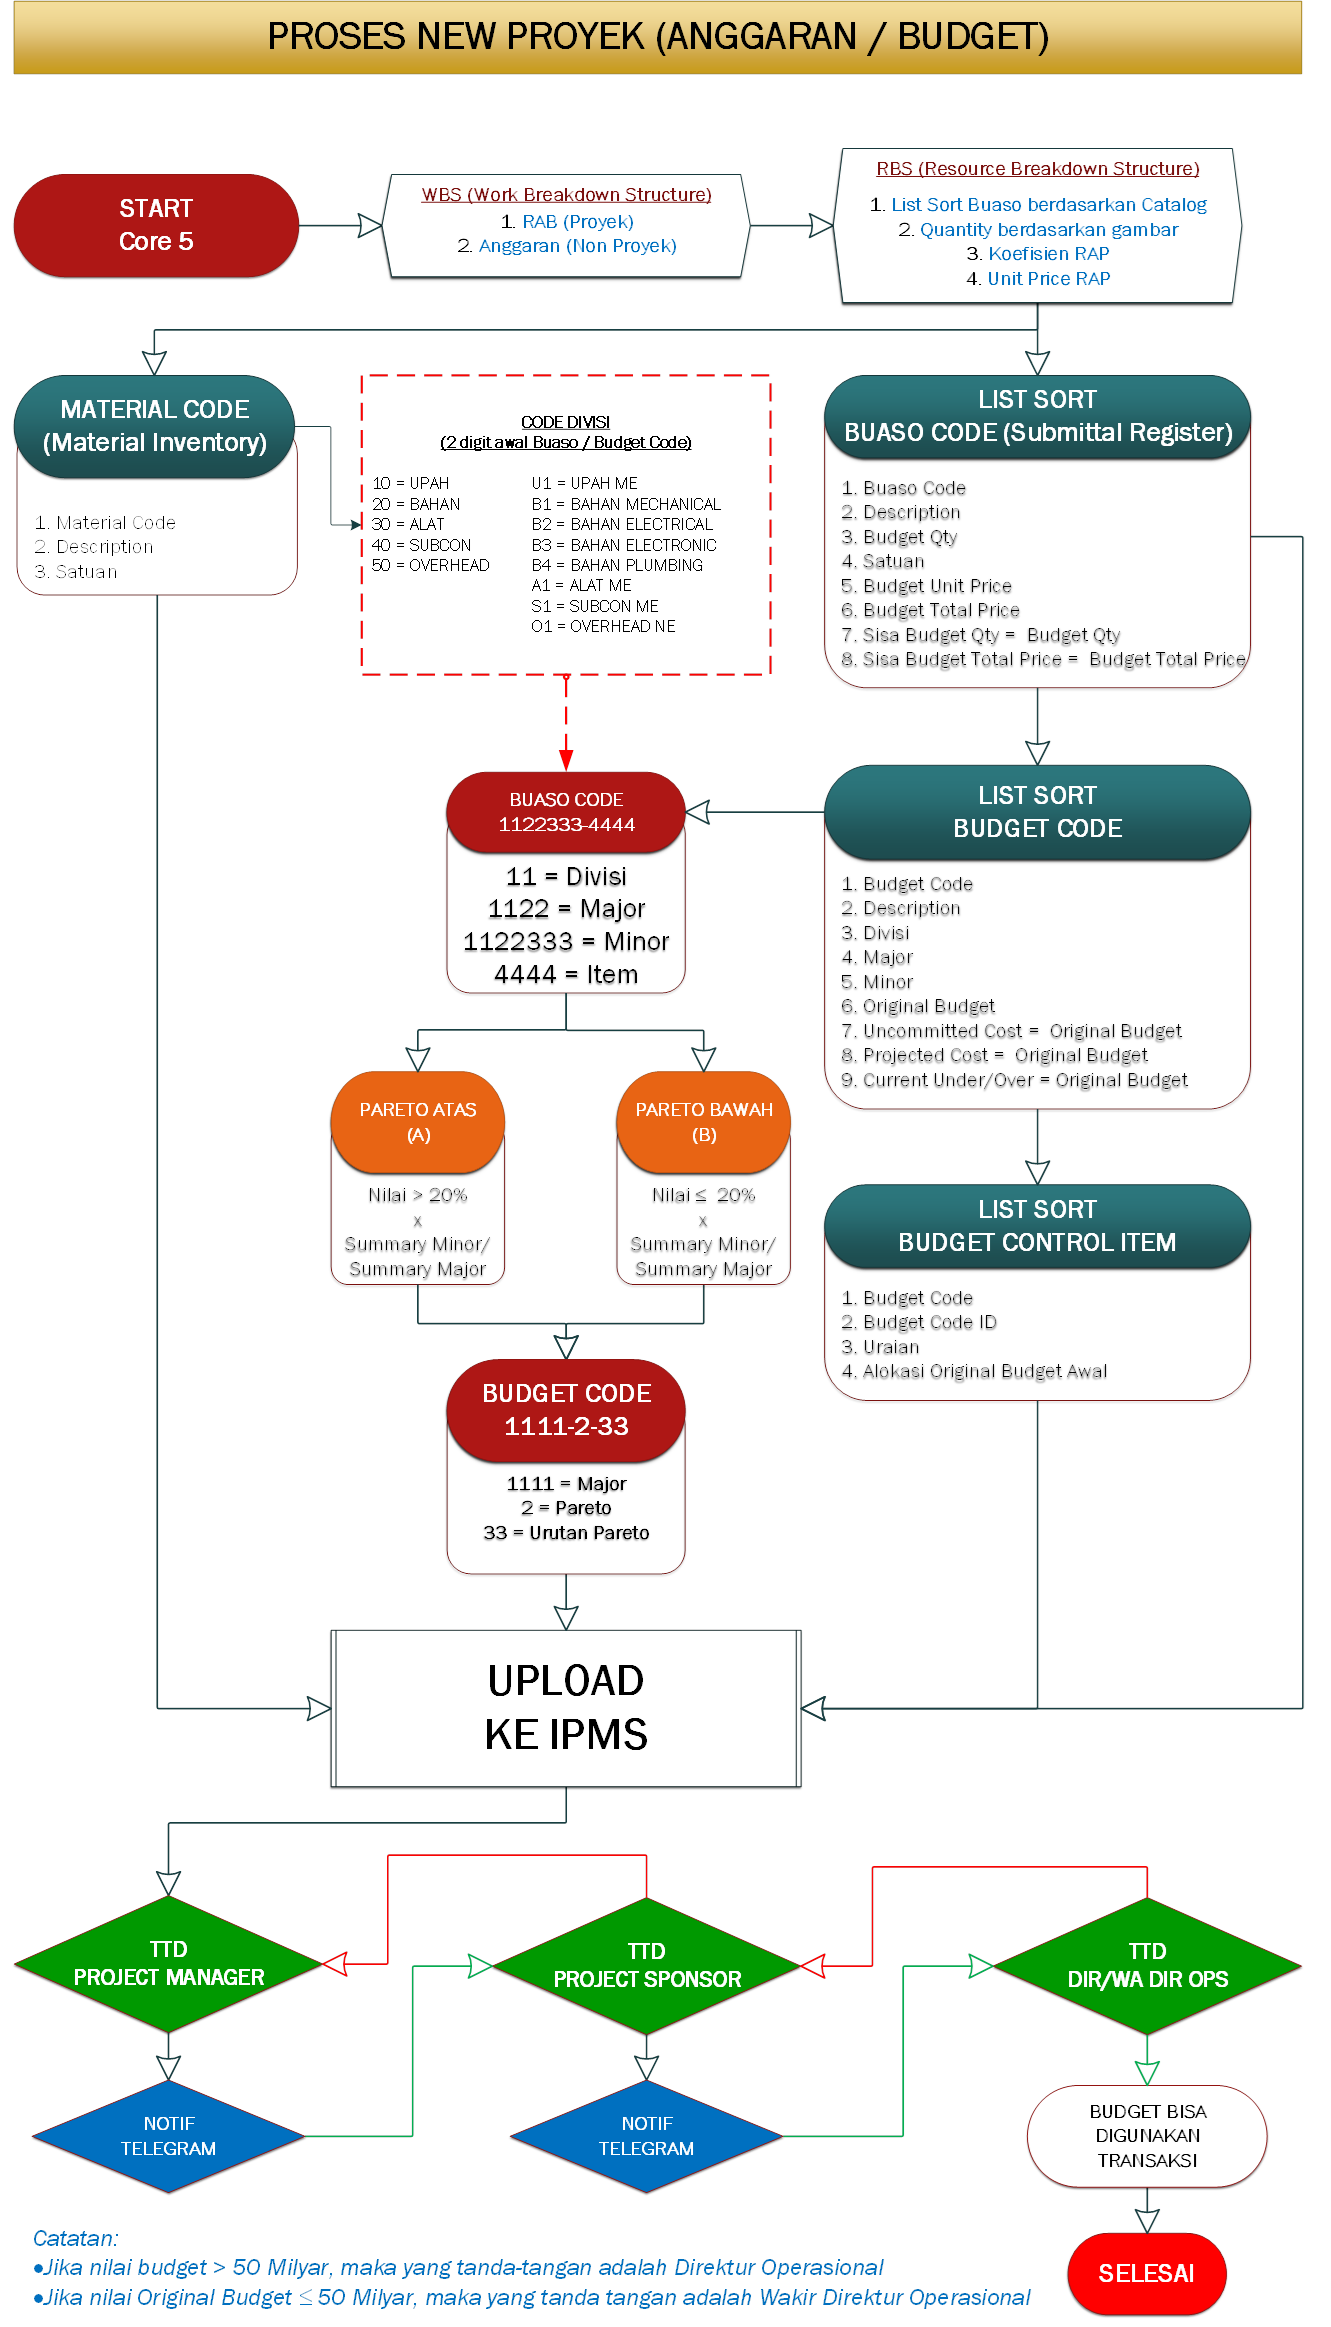 PROSES NEW PROYEK (ANGGARAN / BUDGET)
START
Core 5
WBS (Work Breakdown Structure)
1. RAB (Proyek)
2. Anggaran (Non Proyek)
RBS (Resource Breakdown Structure)
1. List Sort Buaso berdasarkan Catalog
2. Quantity berdasarkan gambar
3. Koefisien RAP
4. Unit Price RAP
MATERIAL CODE
(Material Inventory)
1. Material Code
2. Description
3. Satuan
CODE DIVISI
(2 digit awal Buaso / Budget Code)
10 = UPAH
20 = BAHAN
30 = ALAT
40 = SUBCON
50 = OVERHEAD
U1 = UPAH ME
B1 = BAHAN MECHANICAL
B2 = BAHAN ELECTRICAL
B3 = BAHAN ELECTRONIC
B4 = BAHAN PLUMBING
A1 = ALAT ME
S1 = SUBCON ME
O1 = OVERHEAD NE
LIST SORT
BUASO CODE (Submittal Register)
1. Buaso Code
2. Description
3. Budget Qty
4. Satuan
5. Budget Unit Price
6. Budget Total Price
7. Sisa Budget Qty = Budget Qty
8. Sisa Budget Total Price = Budget Total Price
BUASO CODE
1122333-4444
11 = Divisi
1122 = Major
1122333 = Minor
4444 = Item
LIST SORT
BUDGET CODE
1. Budget Code
2. Description
3. Divisi
4. Major
5. Minor
6. Original Budget
7. Uncommitted Cost = Original Budget
8. Projected Cost = Original Budget
9. Current Under/Over = Original Budget
PARETO ATAS
(A)
Nilai > 20%
x
Summary Minor/
Summary Major
PARETO BAWAH
(B)
Nilai ≤ 20%
x
Summary Minor/
Summary Major
LIST SORT
BUDGET CONTROL ITEM
1. Budget Code
2. Budget Code ID
3. Uraian
4. Alokasi Original Budget Awal
BUDGET CODE
1111-2-33
1111 = Major
2 = Pareto
33 = Urutan Pareto
UPLOAD
KE IPMS
TTD
PROJECT MANAGER
TTD
PROJECT SPONSOR
TTD
DIR/WA DIR OPS
NOTIF
TELEGRAM
NOTIF
TELEGRAM
BUDGET BISA
DIGUNAKAN
TRANSAKSI
SELESAI
Catatan:
•Jika nilai budget > 50 Milyar, maka yang tanda-tangan adalah Direktur Operasional
•Jika nilai Original Budget ≤ 50 Milyar, maka yang tanda tangan adalah Wakir Direktur Operasional